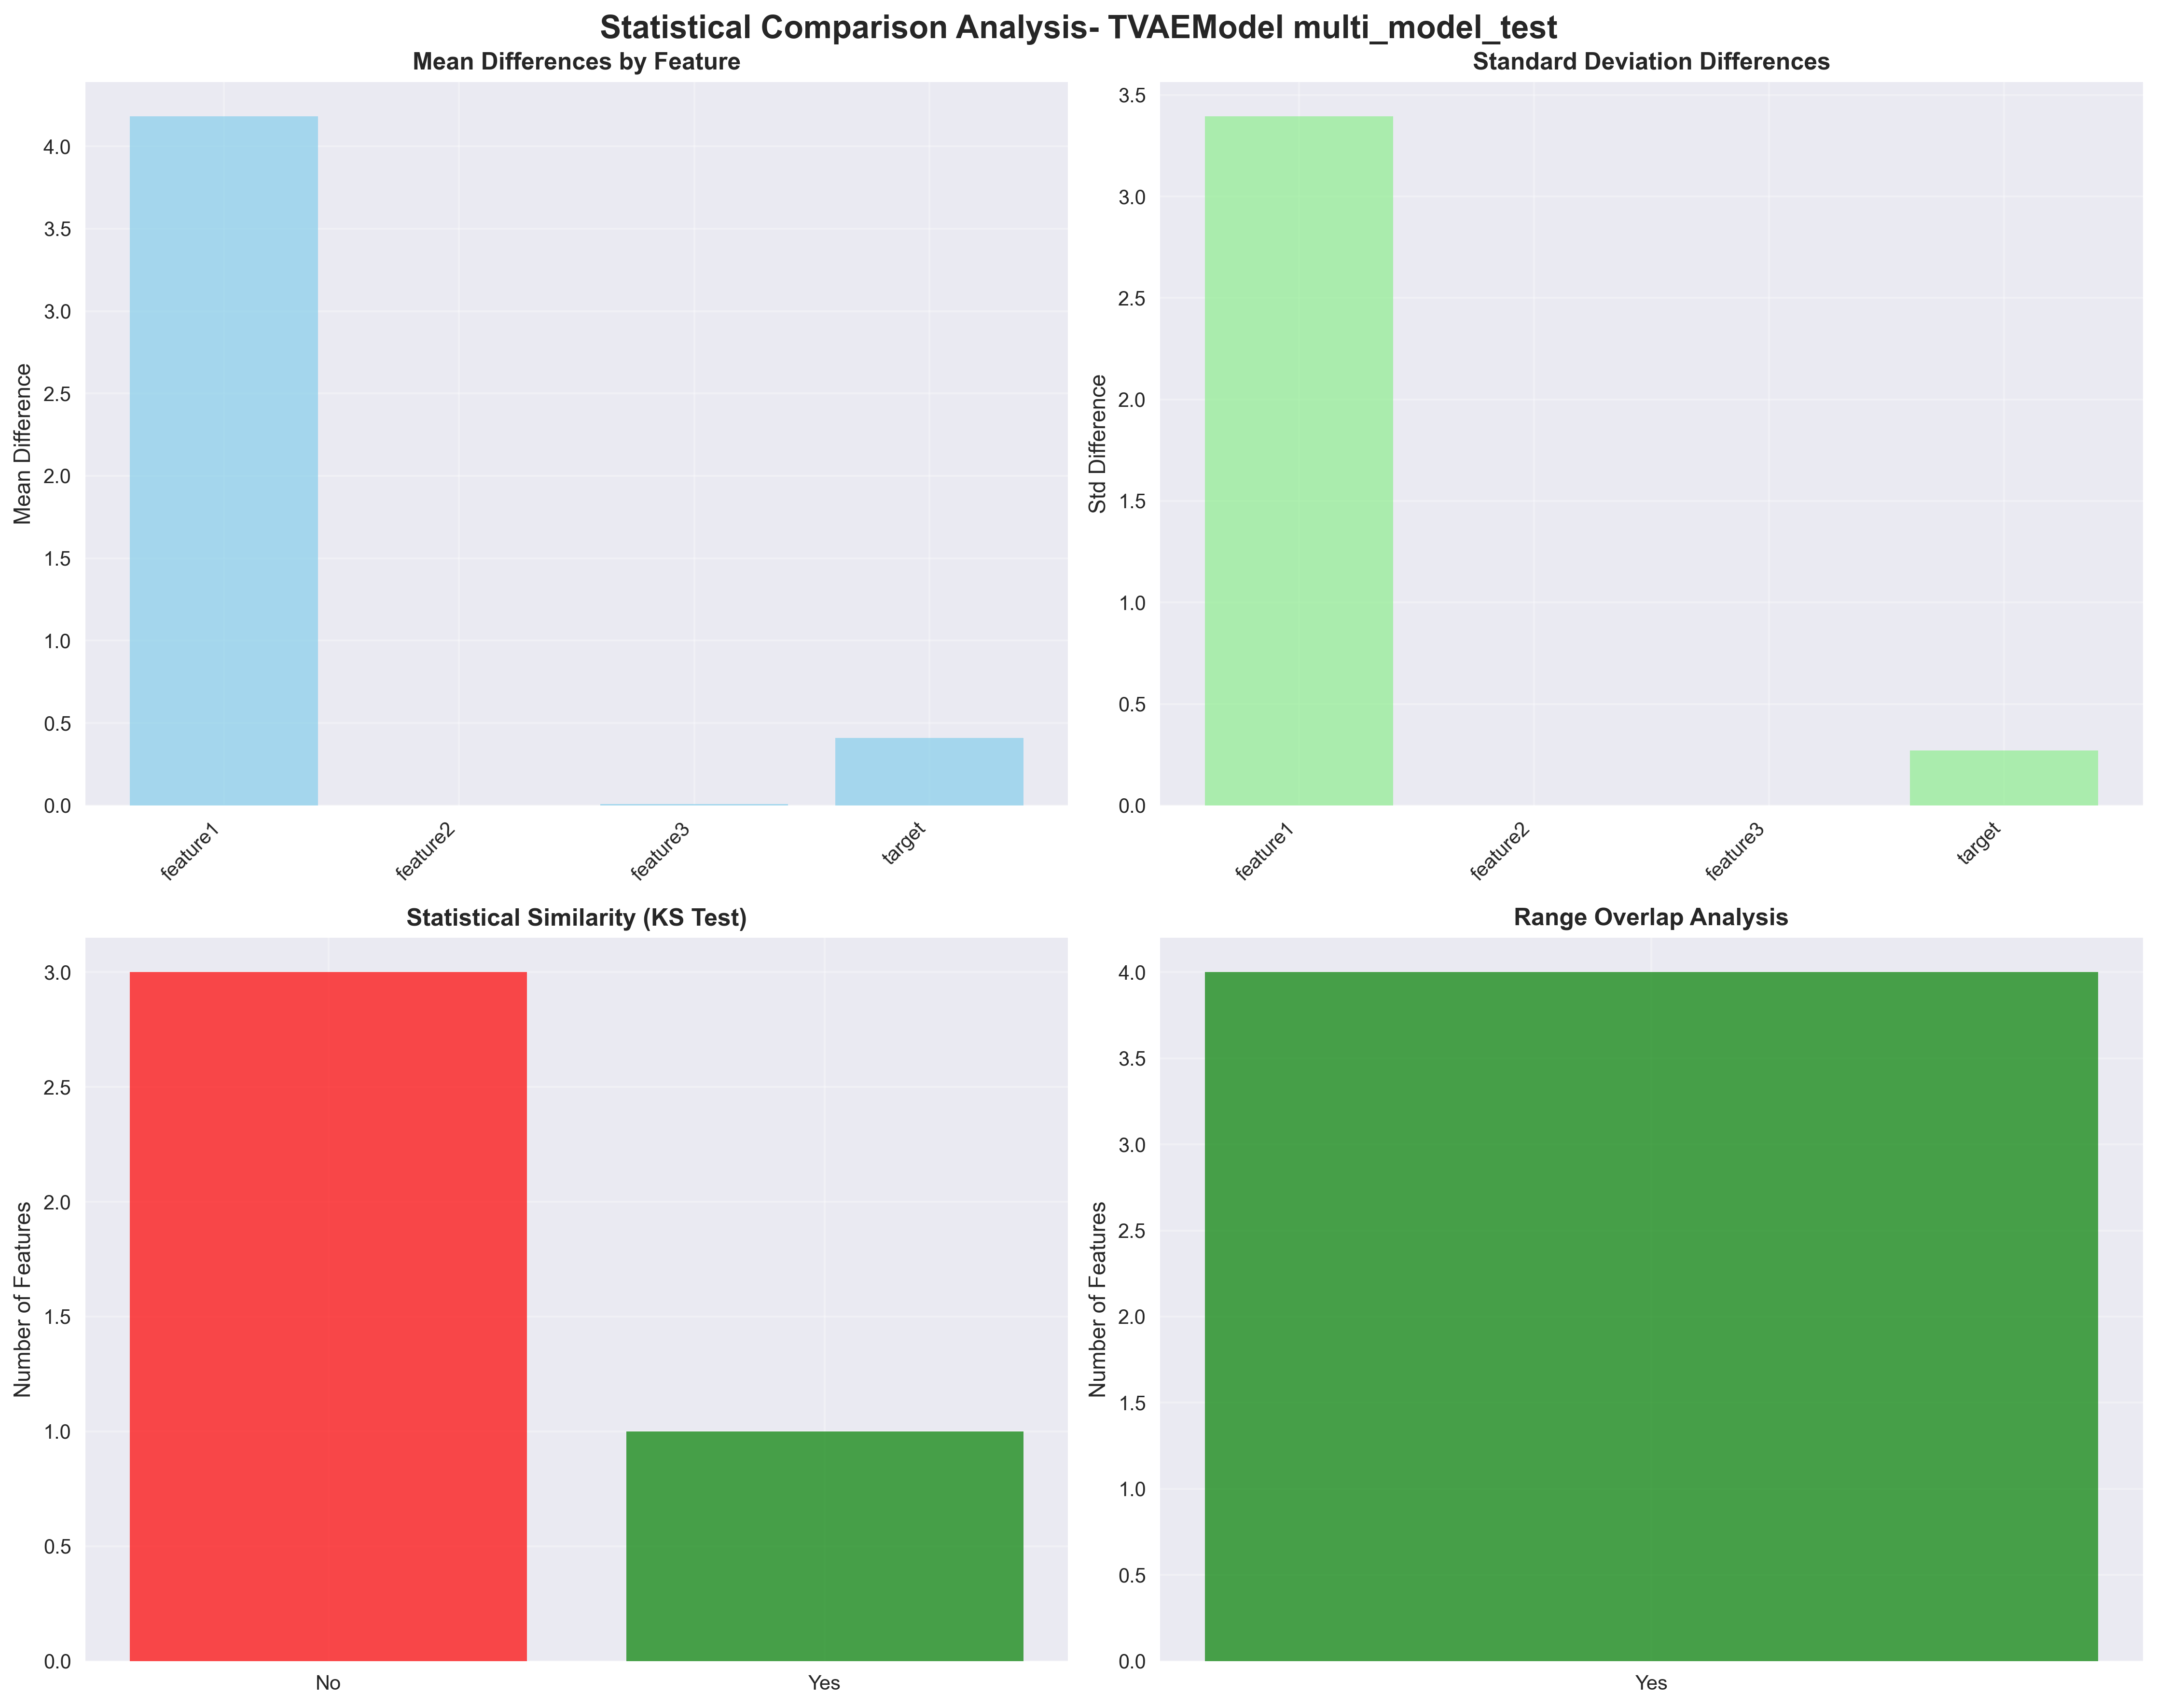 Statistical Comparison Analysis- TVAEModel multi_model_test
Mean Differences by Feature
Mean Difference
4.0
3.5
3.0
2.5
2.0
1.5
1.0
0.5
0.0
feature1
feature2
feature3
target
Standard Deviation Differences
Std Difference
3.5
3.0
2.5
2.0
1.5
1.0
0.5
0.0
feature1
feature2
feature3
target
Statistical Similarity (KS Test)
Number of Features
3.0
2.5
2.0
1.5
1.0
0.5
0.0
No
Yes
Range Overlap Analysis
Number of Features
4.0
3.5
3.0
2.5
2.0
1.5
1.0
0.5
0.0
Yes